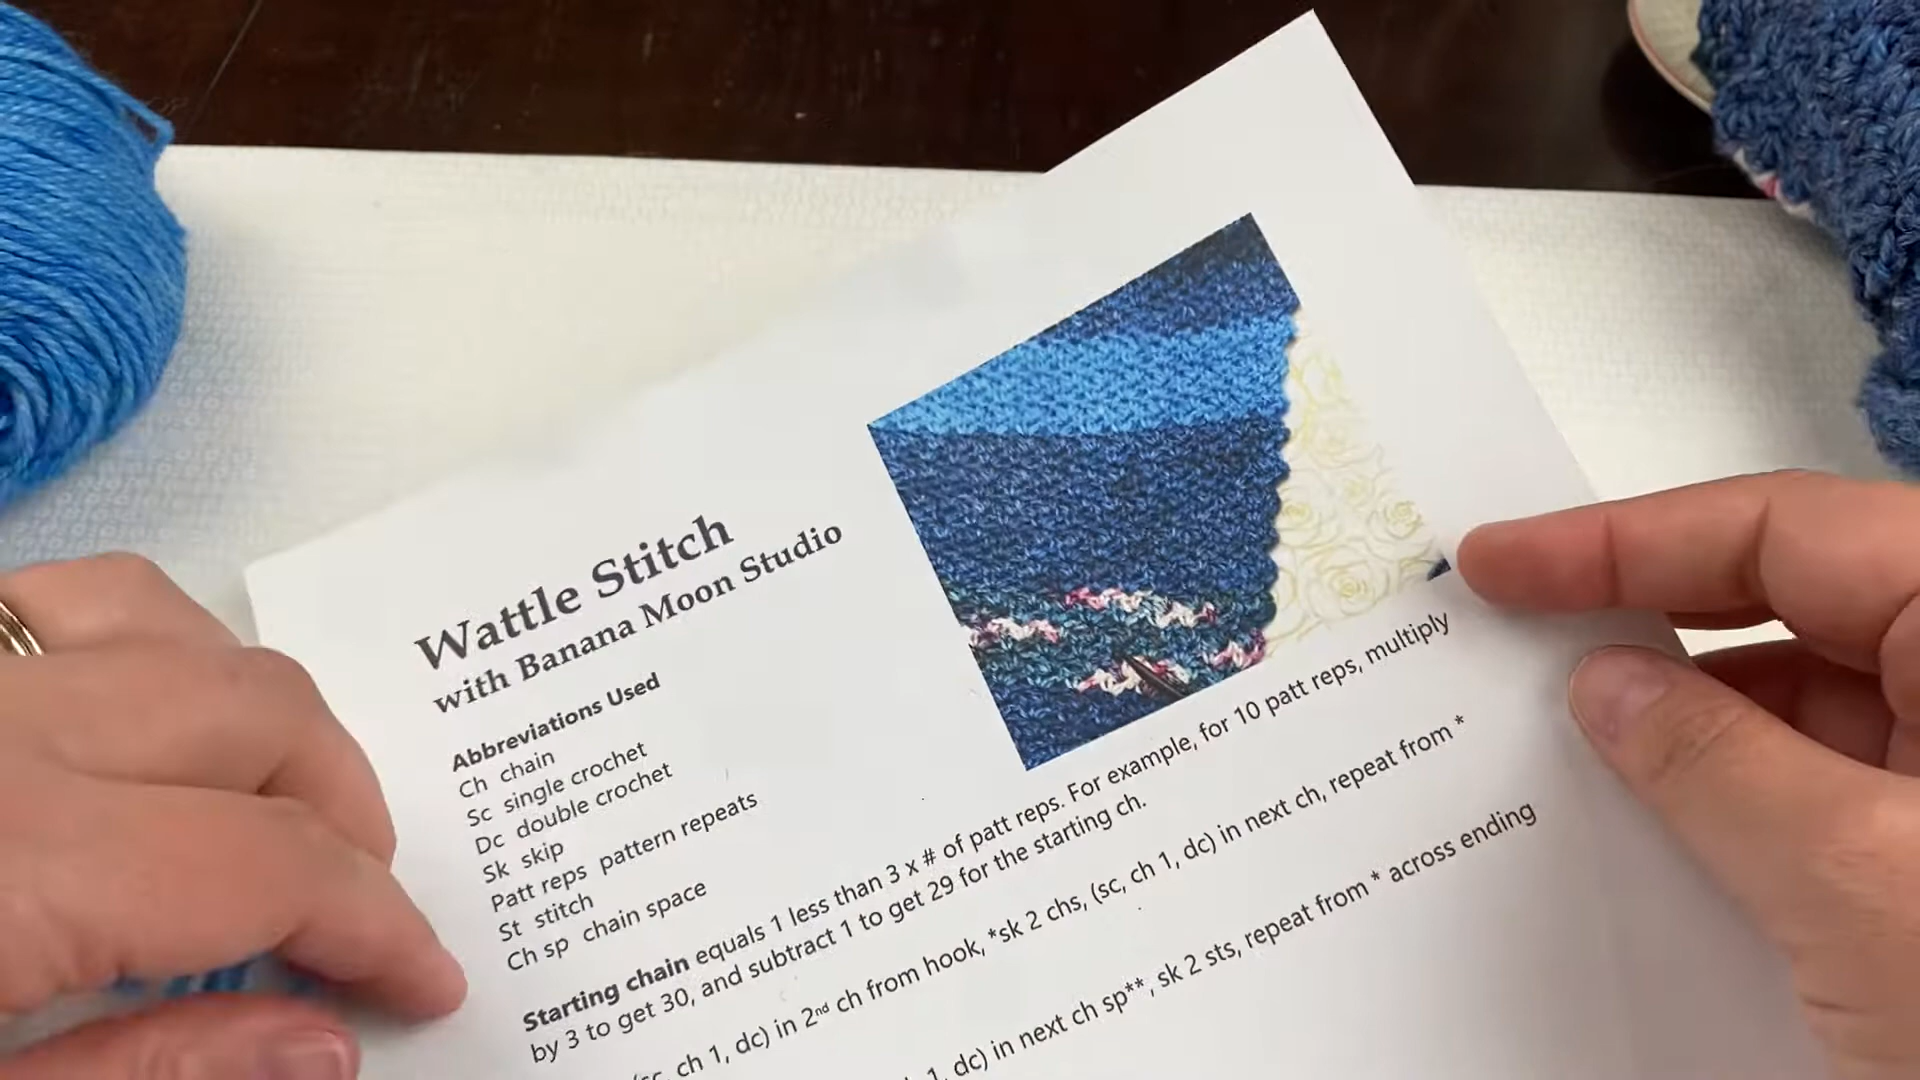 Wattle Stitch
with Banana Moon Studio
Abbreviations Used
Ch chain
Sc single crochet
Dc double crochet
Sk skip
Patt reps pattern repeats
St stitch
Ch sp chain space
Starting chain equals 1 less than 3 x # of patt reps. For example, for 10 patt reps, multiply
by 3 to get 30, and subtract 1 to get 29 for the starting ch.
ch 1, dc) in 2nd ch from hook, *sk 2 chs, (sc, ch 1, dc) in next ch, repeat from *
1, dc) in next ch sp**, sk 2 sts, repeat from * across ending